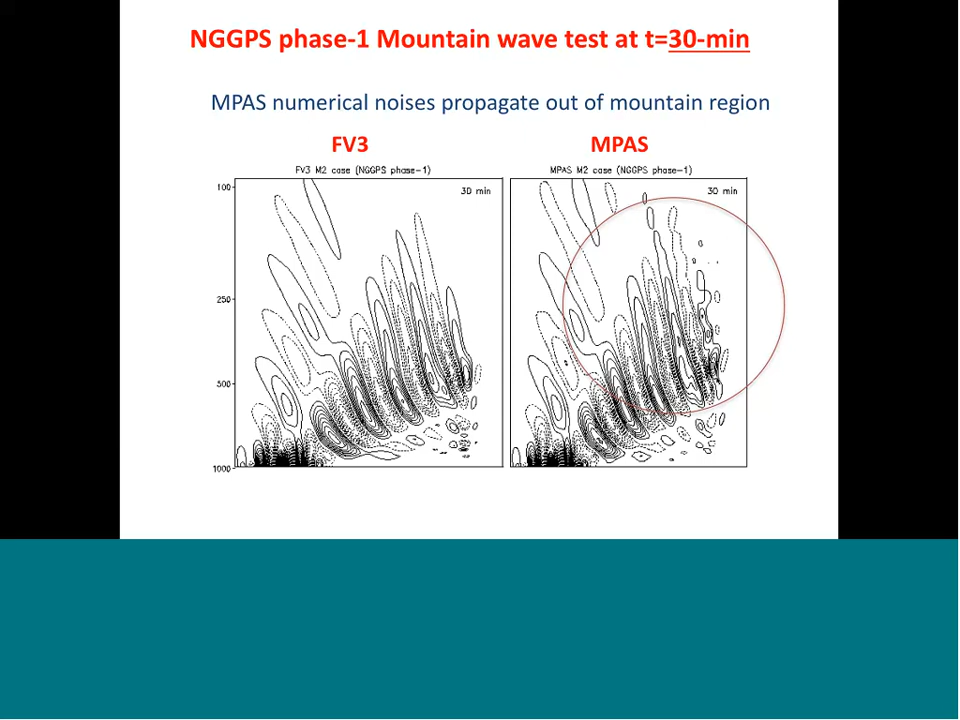 NGGPS phase-1 Mountain wave test at t=30-min
MPAS numerical noises propagate out of mountain region
FV3
MPAS
FV3 M2 case (NGGPS phase-1)
MPAS M2 case (NGGPS phase-1)
30 min
30 min
100
250
500
1000